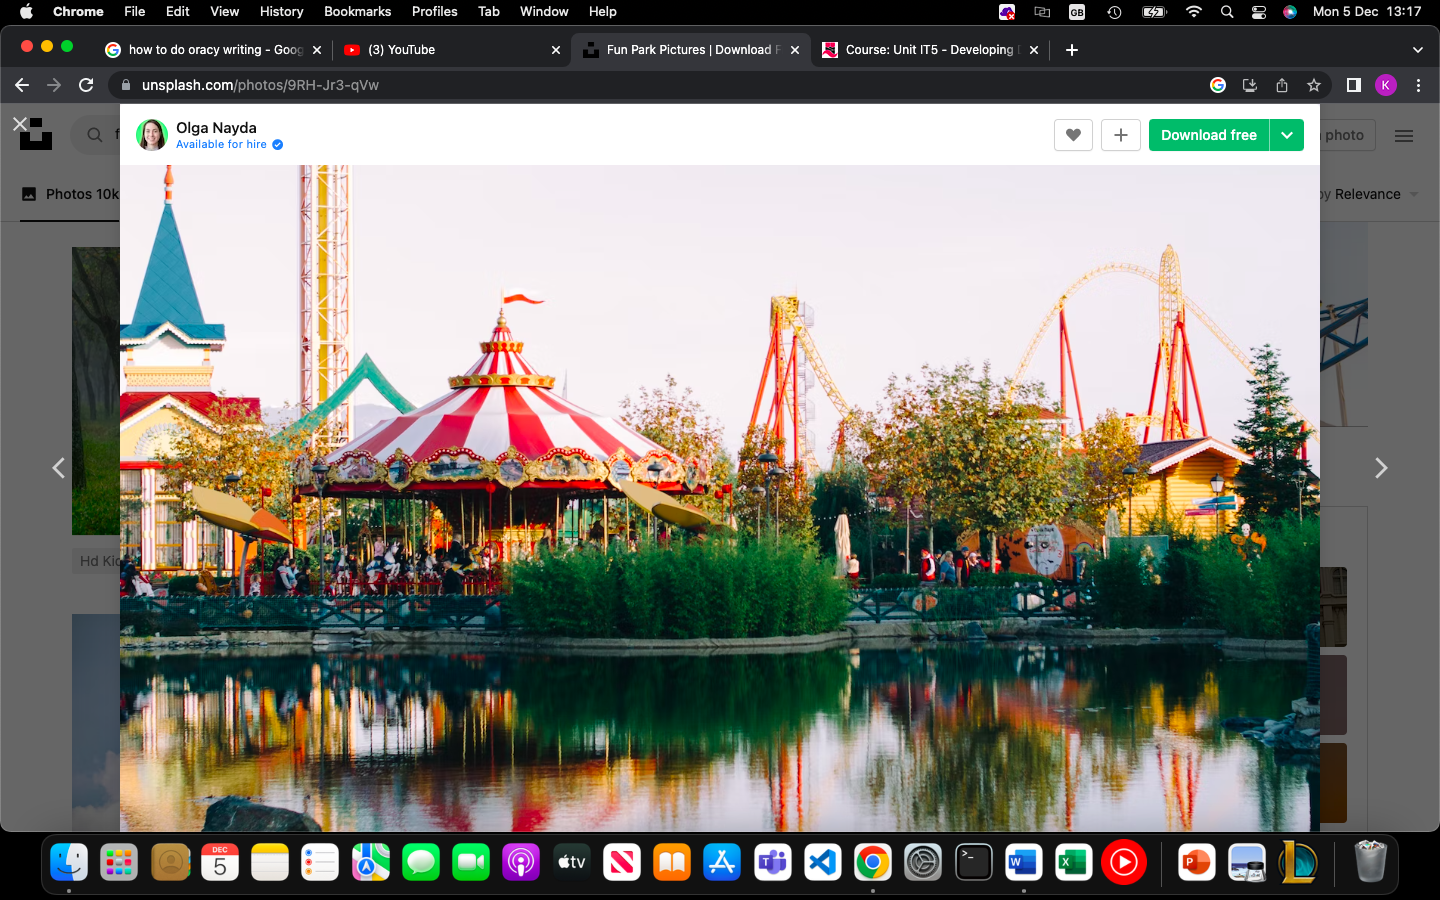 Chrome File Edit View History Bookmarks Profiles Tab Window Help GB Mon 5 Dec 13:17
how to do oracy writing - Goog (3) YouTube Fun Park Pictures | Download F Course: Unit IT5 - Developing
unsplash.com/photos/9RH-Jr3-qVw K
Olga Nayda
Available for hire
Download free
photo
Photos 10k
by Relevance
Hd Kid
DEC
5
tv
W
X
P